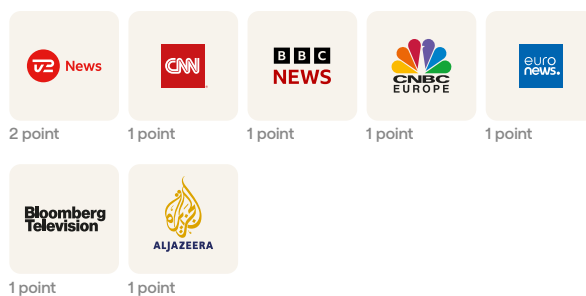 2 News
CNN
BBC
NEWS
CNBC
EUROPE
euro
news.
2 point
1 point
1 point
1 point
1 point
Bloomberg
Television
ALJAZEERA
1 point
1 point